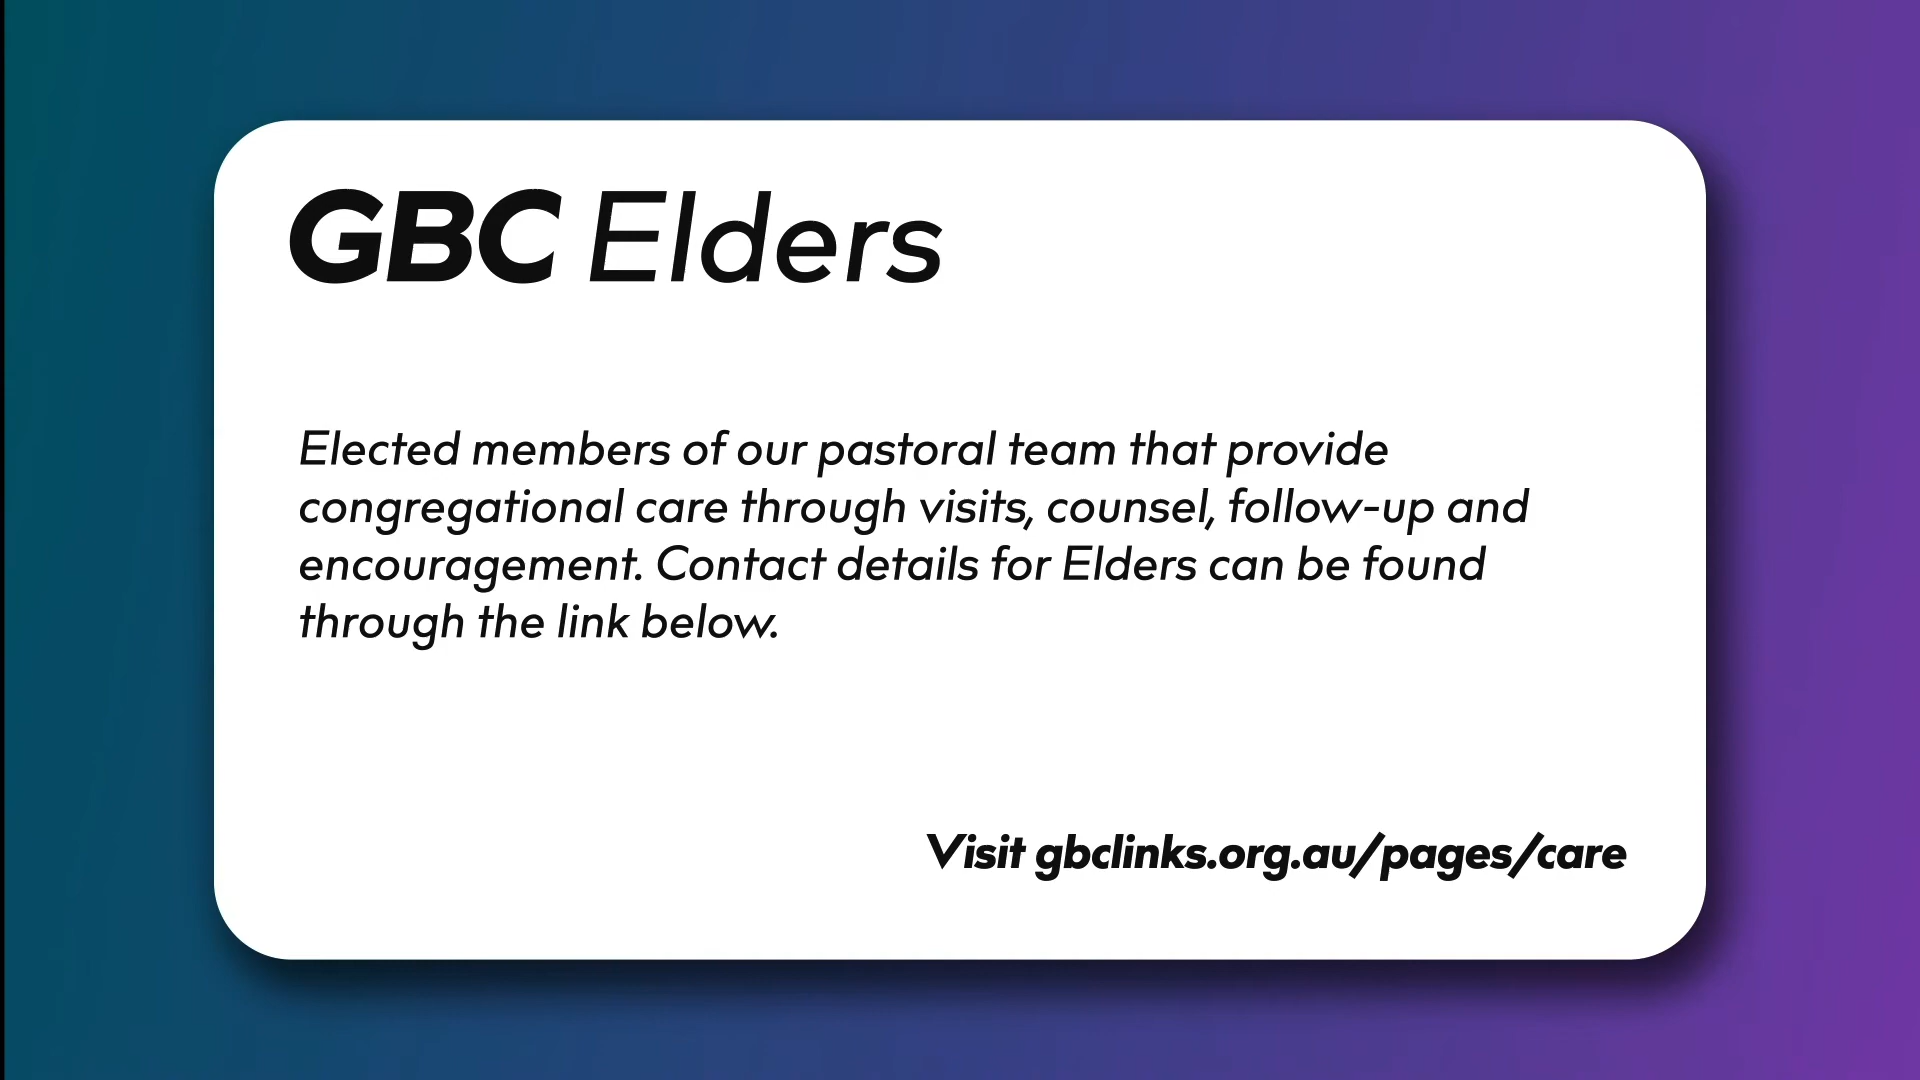 GBC Elders
Elected members of our pastoral team that provide
congregational care through visits, counsel, follow-up and
encouragement. Contact details for Elders can be found
through the link below.
Visit gbclinks.org.au/pages/care